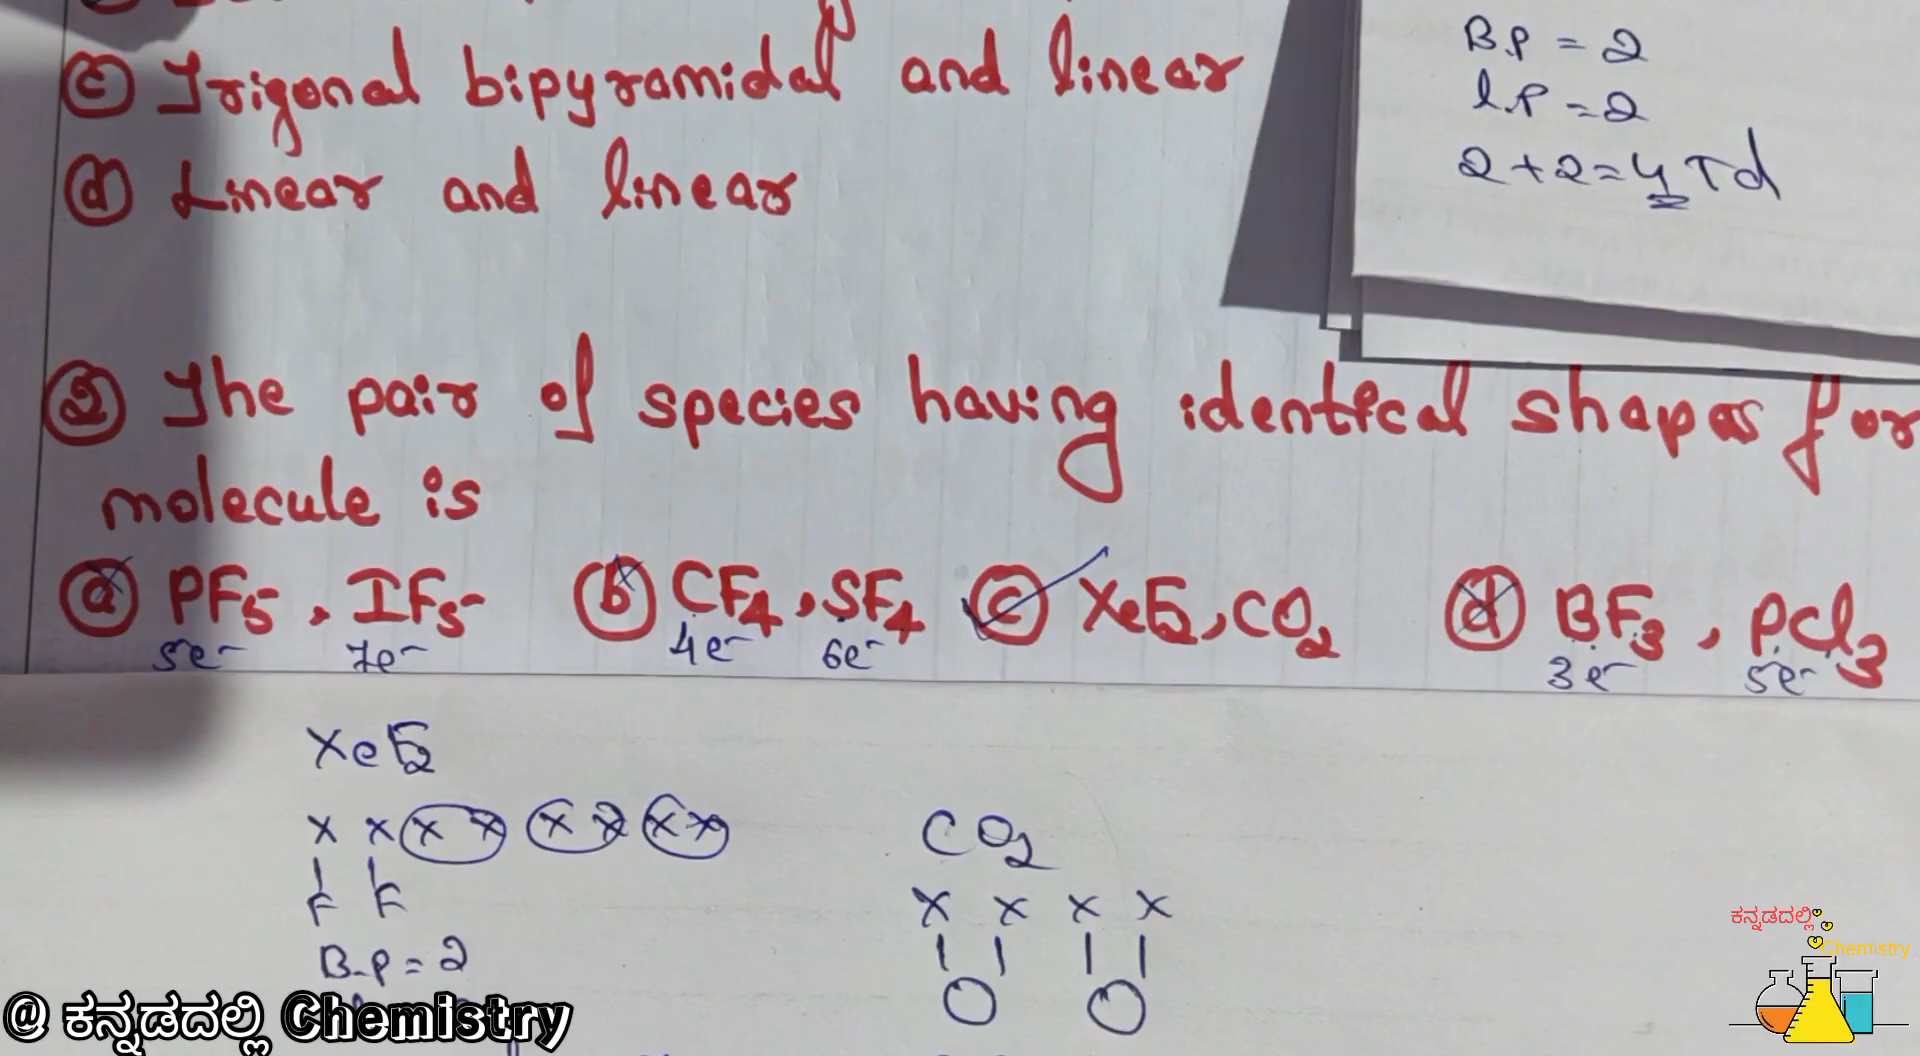 B.P = 2
l.P = 2
2+2=4 Td
ⓒ Trigonal bipyramidal and linear
ⓓ Linear and linear
② The pair of species having identical shapes for
molecule is
ⓐ PF5, IF5 ⓑ CF4, SF4 ⓒ XeF2, CO2 ⓓ BF3, PCl3
5e- 7e- 4e- 6e- 3e- 5e-
XeF2
x x x x x x x x
F F
B.P = 2
CO2
x x x x
O O
ಕನ್ನಡದಲ್ಲಿ
Chemistry
@ ಕನ್ನಡದಲ್ಲಿ Chemistry